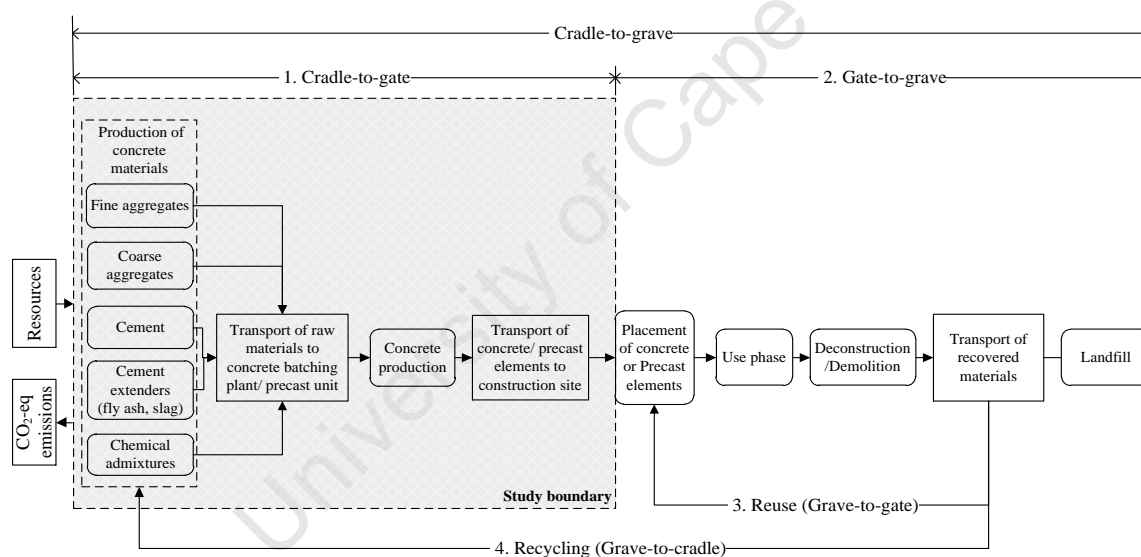 Cradle-to-grave
1. Cradle-to-gate
2. Gate-to-grave
Production of
concrete
materials
Fine aggregates
Coarse
aggregates
Cement
Cement
extenders
(fly ash, slag)
Chemical
admixtures
Resources
CO₂-eq
emissions
Transport of raw
materials to
concrete batching
plant/ precast unit
Concrete
production
Transport of
concrete/ precast
elements to
construction site
Placement
of concrete
or Precast
elements
Use phase
Deconstruction
/Demolition
Transport of
recovered
materials
Landfill
Study boundary
3. Reuse (Grave-to-gate)
4. Recycling (Grave-to-cradle)
University of Cape